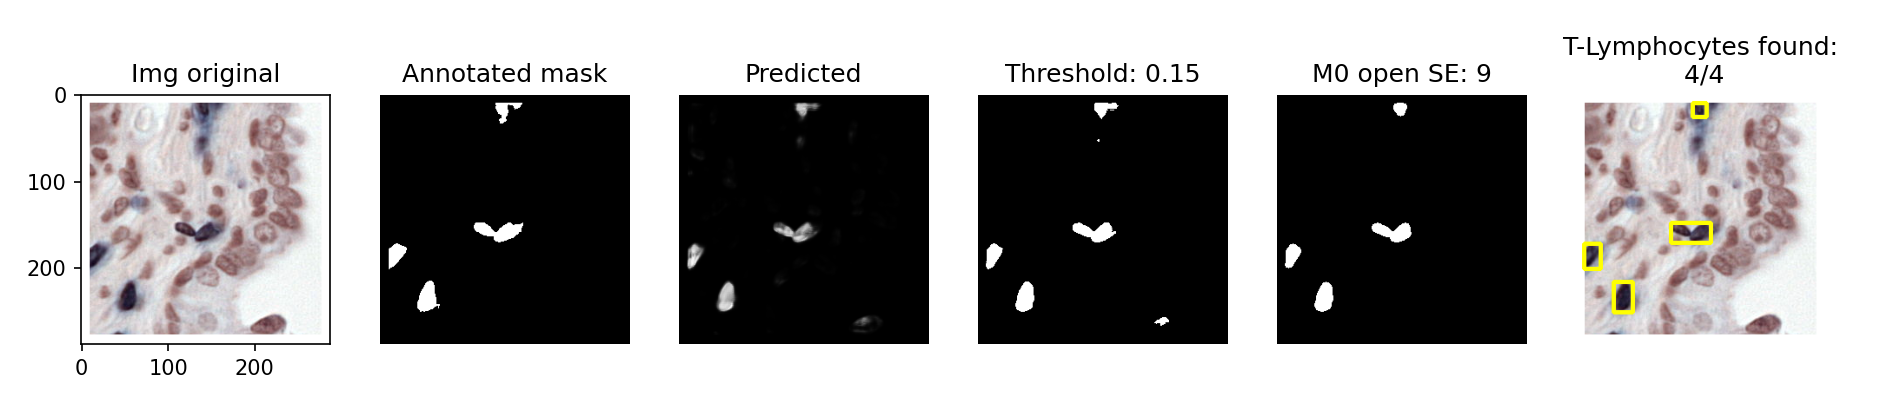 Img original
Annotated mask
Predicted
Threshold: 0.15
M0 open SE: 9
T-Lymphocytes found:
4/4
0
100
200
0
100
200